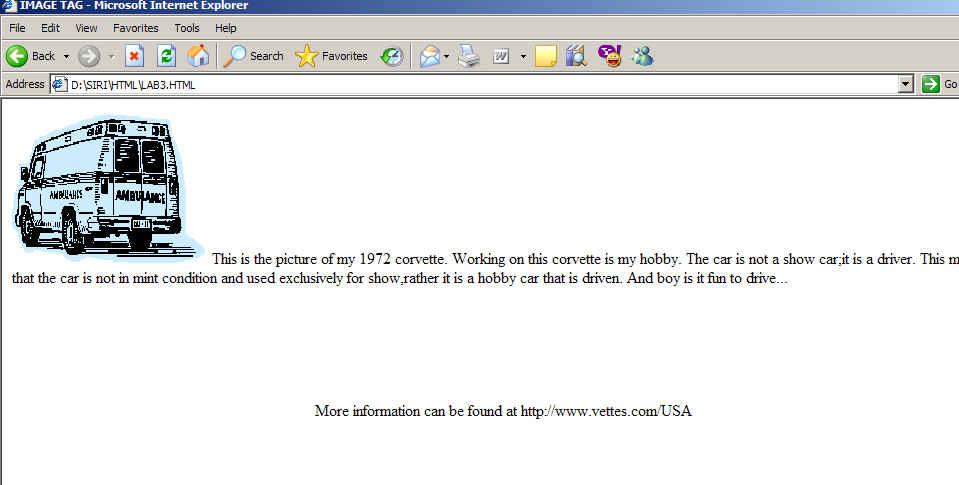 IMAGE TAG - Microsoft Internet Explorer
File Edit View Favorites Tools Help
Back Search Favorites W
Address D:\SIRI\HTML\LAB3.HTML Go
AMBULANCE AMBULANCE
This is the picture of my 1972 corvette. Working on this corvette is my hobby. The car is not a show car;it is a driver. This m
that the car is not in mint condition and used exclusively for show,rather it is a hobby car that is driven. And boy is it fun to drive...
More information can be found at http://www.vettes.com/USA